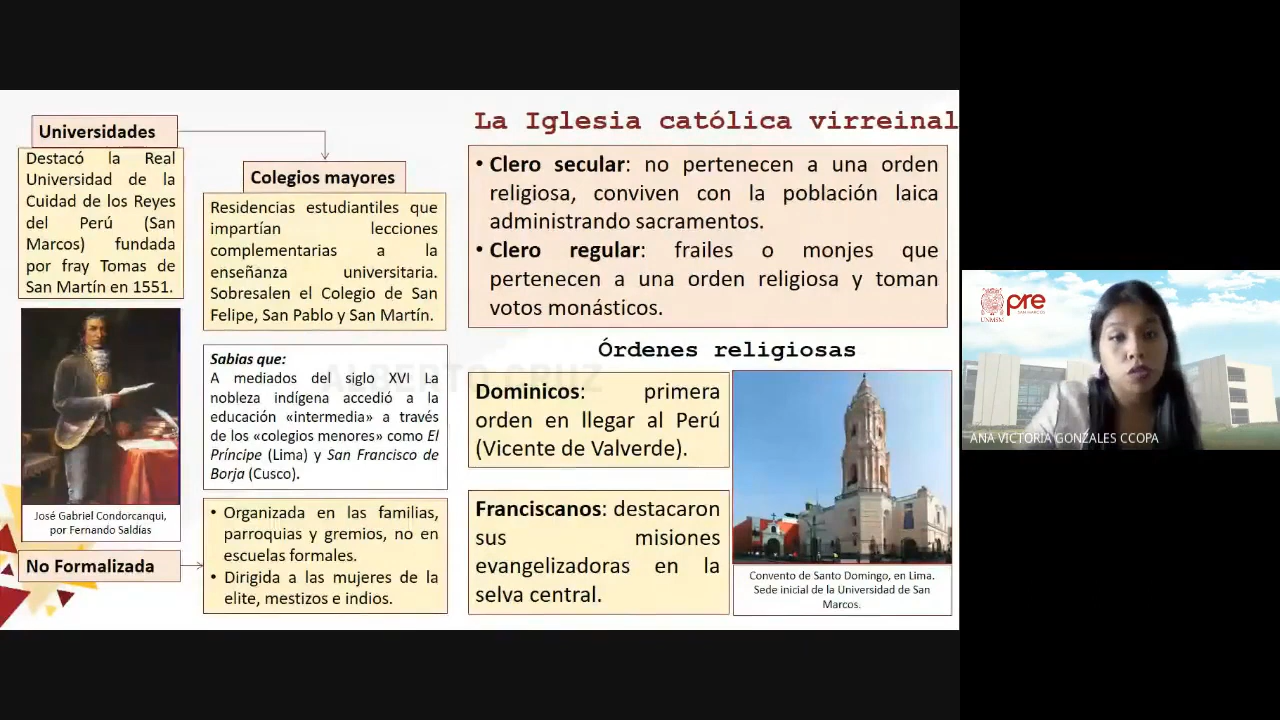 Universidades
Destacó la Real
Universidad de la
Cuidad de los Reyes
del Perú (San
Marcos) fundada
por fray Tomas de
San Martín en 1551.
José Gabriel Condorcanqui,
por Fernando Saldías
No Formalizada
Colegios mayores
Residencias estudiantiles que
impartían lecciones
complementarias a la
enseñanza universitaria.
Sobresalen el Colegio de San
Felipe, San Pablo y San Martín.
Sabias que:
A mediados del siglo XVI La
nobleza indígena accedió a la
educación «intermedia» a través
de los «colegios menores» como El
Príncipe (Lima) y San Francisco de
Borja (Cusco).
• Organizada en las familias,
parroquias y gremios, no en
escuelas formales.
• Dirigida a las mujeres de la
elite, mestizos e indios.
La Iglesia católica virreinal
• Clero secular: no pertenecen a una orden
religiosa, conviven con la población laica
administrando sacramentos.
• Clero regular: frailes o monjes que
pertenecen a una orden religiosa y toman
votos monásticos.
Órdenes religiosas
Dominicos: primera
orden en llegar al Perú
(Vicente de Valverde).
Franciscanos: destacaron
sus misiones
evangelizadoras en la
selva central.
Convento de Santo Domingo, en Lima.
Sede inicial de la Universidad de San
Marcos.
ALBERTO CRUZ
UNMSM
pre
SAN MARCOS
ANA VICTORIA GONZALES CCOPA